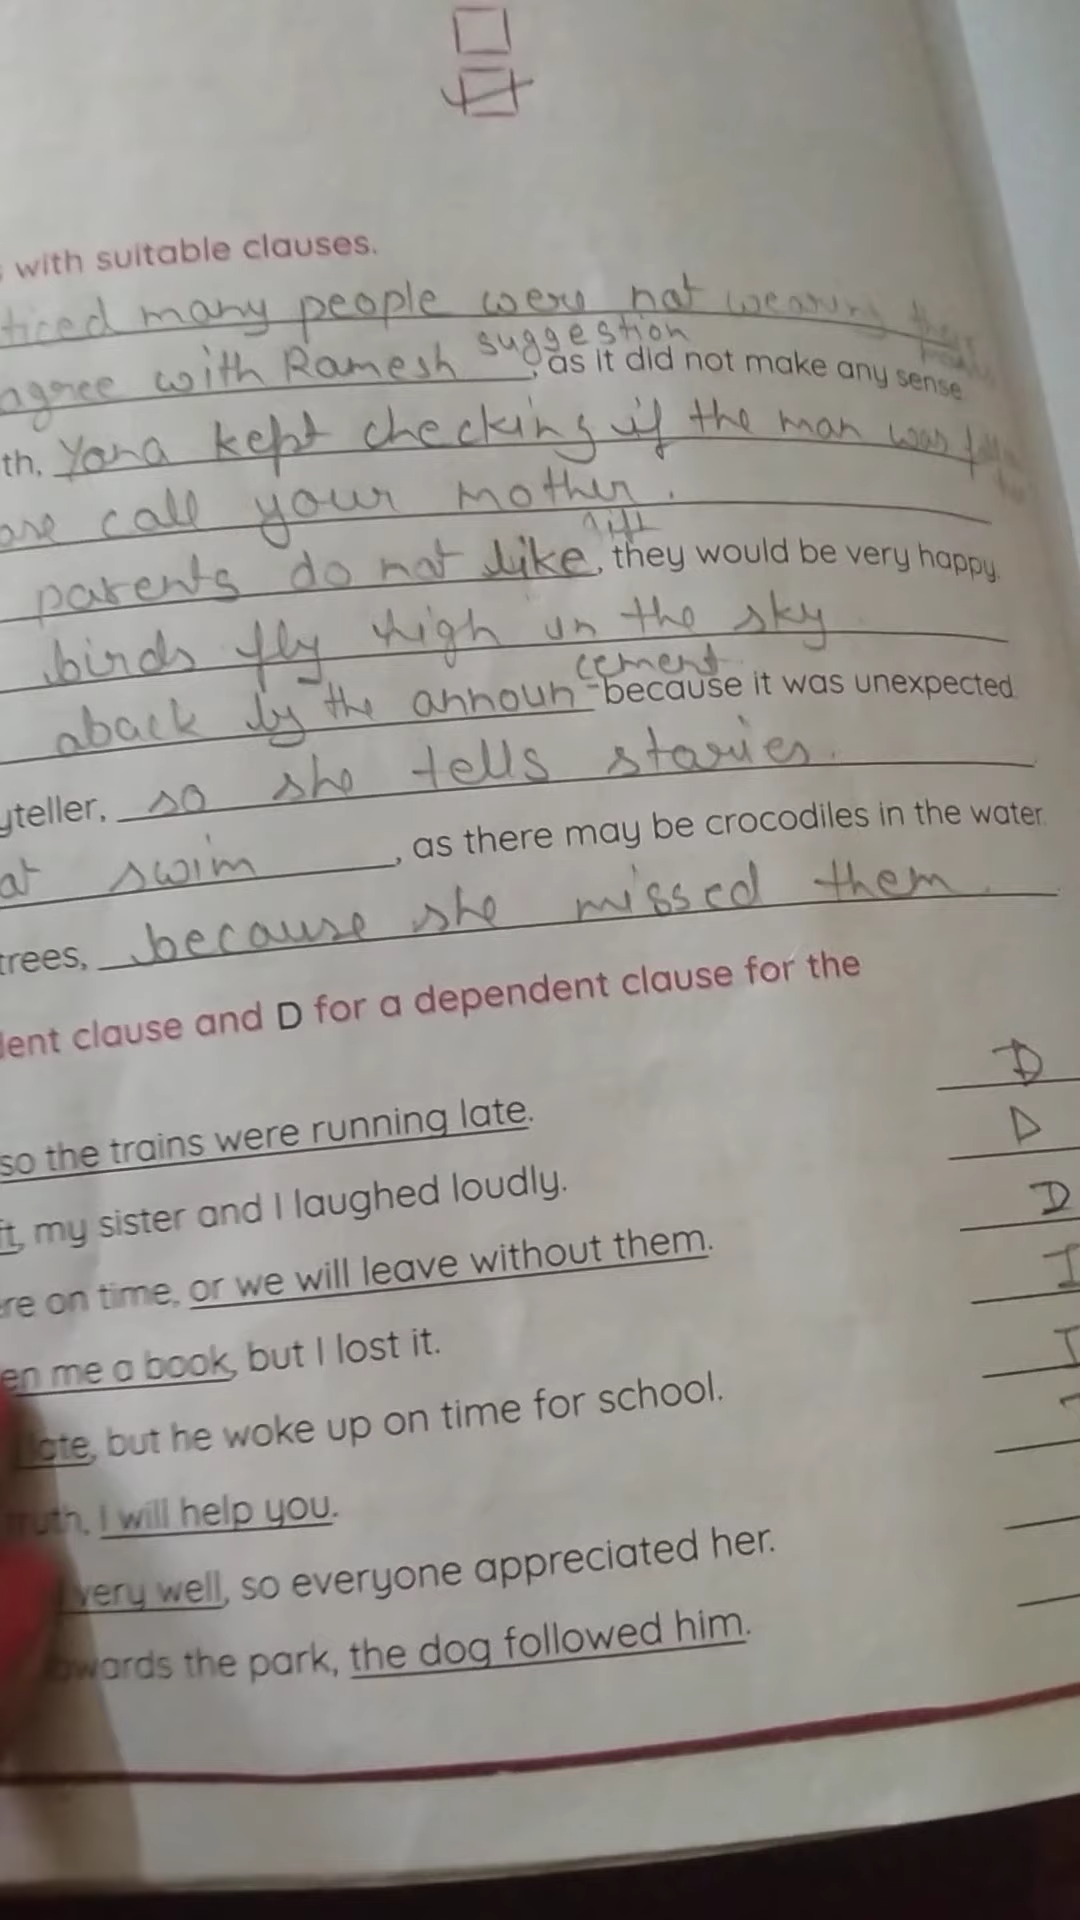 with suitable clauses.
ticed many people were not wearing their
suggestion
agree with Ramesh, as it did not make any sense
th, Yana kept checking if the man was
are call your mother.
gift
parents do not like, they would be very happy.
birds fly high in the sky
cement
aback by the announ-because it was unexpected
yteller, so she tells stories.
at swim, as there may be crocodiles in the water.
trees, because she missed them.
dent clause and D for a dependent clause for the
D
so the trains were running late.
D
ft, my sister and I laughed loudly.
D
re on time, or we will leave without them.
I
en me a book, but I lost it.
I
late, but he woke up on time for school.
truth, I will help you.
very well, so everyone appreciated her.
wards the park, the dog followed him.